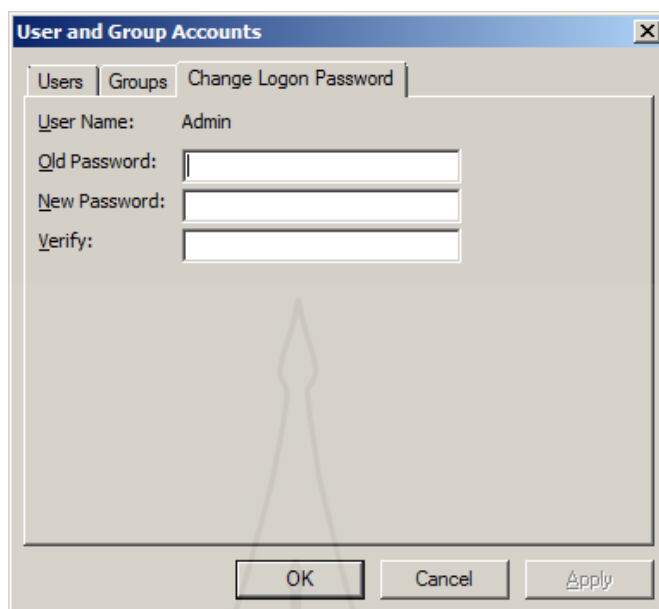 User and Group Accounts
Users Groups Change Logon Password
User Name: Admin
Old Password:
New Password:
Verify:
OK Cancel Apply